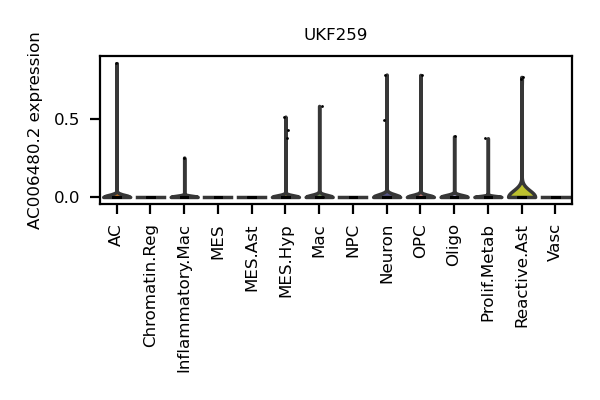 UKF259
AC006480.2 expression
0.5
0.0
AC
Chromatin.Reg
Inflammatory.Mac
MES
MES.Ast
MES.Hyp
Mac
NPC
Neuron
OPC
Oligo
Prolif.Metab
Reactive.Ast
Vasc